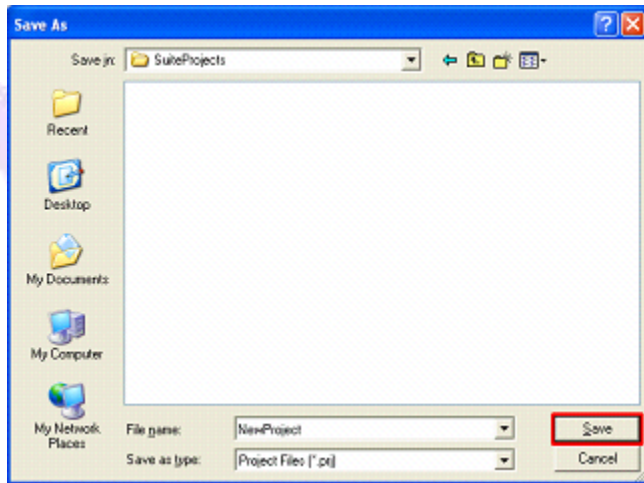 Save As
Save in: SuiteProjects
Recent
Desktop
My Documents
My Computer
My Network
Places
File name: NewProject Save
Save as type: Project Files (*.prj) Cancel